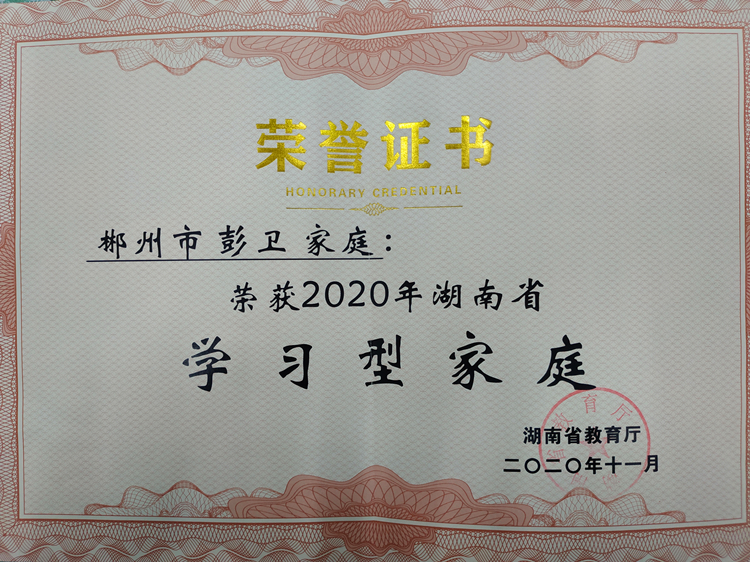 荣誉证书
HONORARY CREDENTIAL
郴州市彭卫家庭：
荣获2020年湖南省
学习型家庭
湖南省教育厅
二〇二〇年十一月